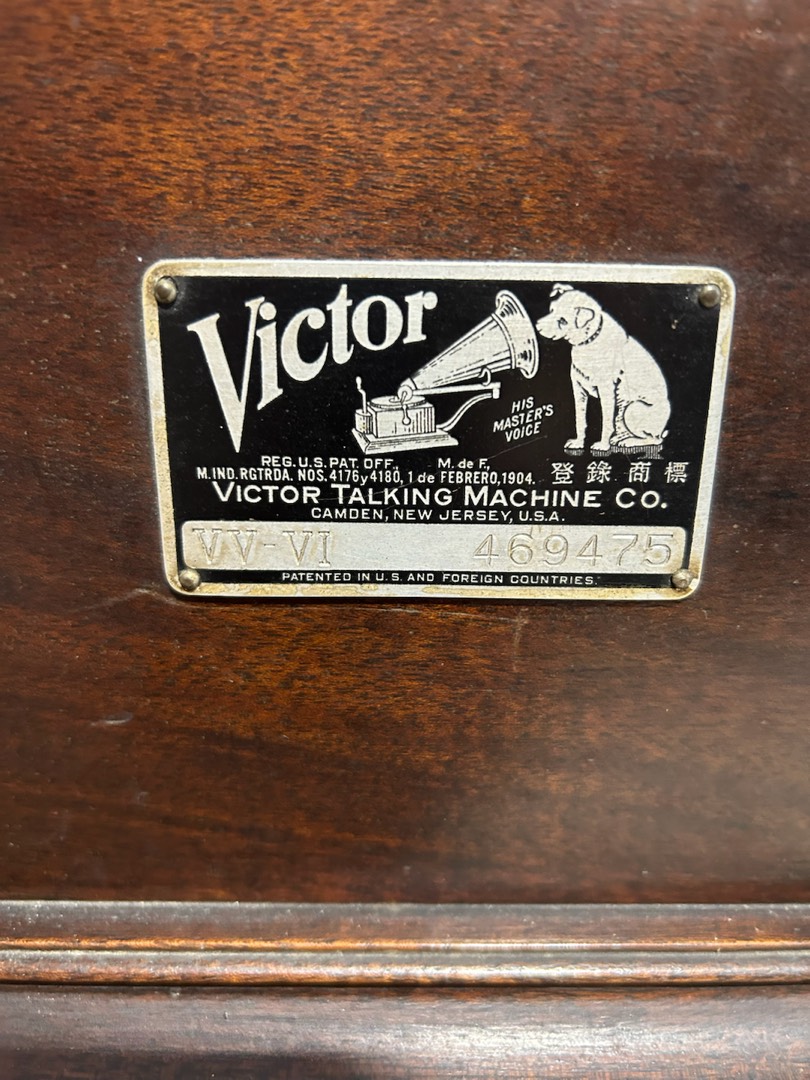 Victor
HIS
MASTER'S
VOICE
REG. U.S. PAT. OFF., M. de F.,
M. IND. RGTRDA. NOS. 4176 y 4180, 1 de FEBRERO, 1904. 登錄商標
VICTOR TALKING MACHINE CO.
CAMDEN, NEW JERSEY, U.S.A.
VV-VI 469475
PATENTED IN U.S. AND FOREIGN COUNTRIES.